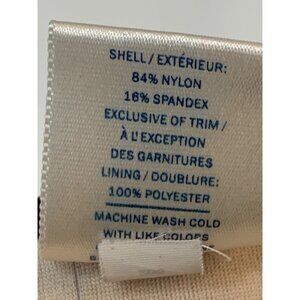 SHELL / EXTÉRIEUR:
84% NYLON
16% SPANDEX
EXCLUSIVE OF TRIM /
À L'EXCEPTION
DES GARNITURES
LINING / DOUBLURE:
100% POLYESTER
MACHINE WASH COLD
WITH LIKE COLORS